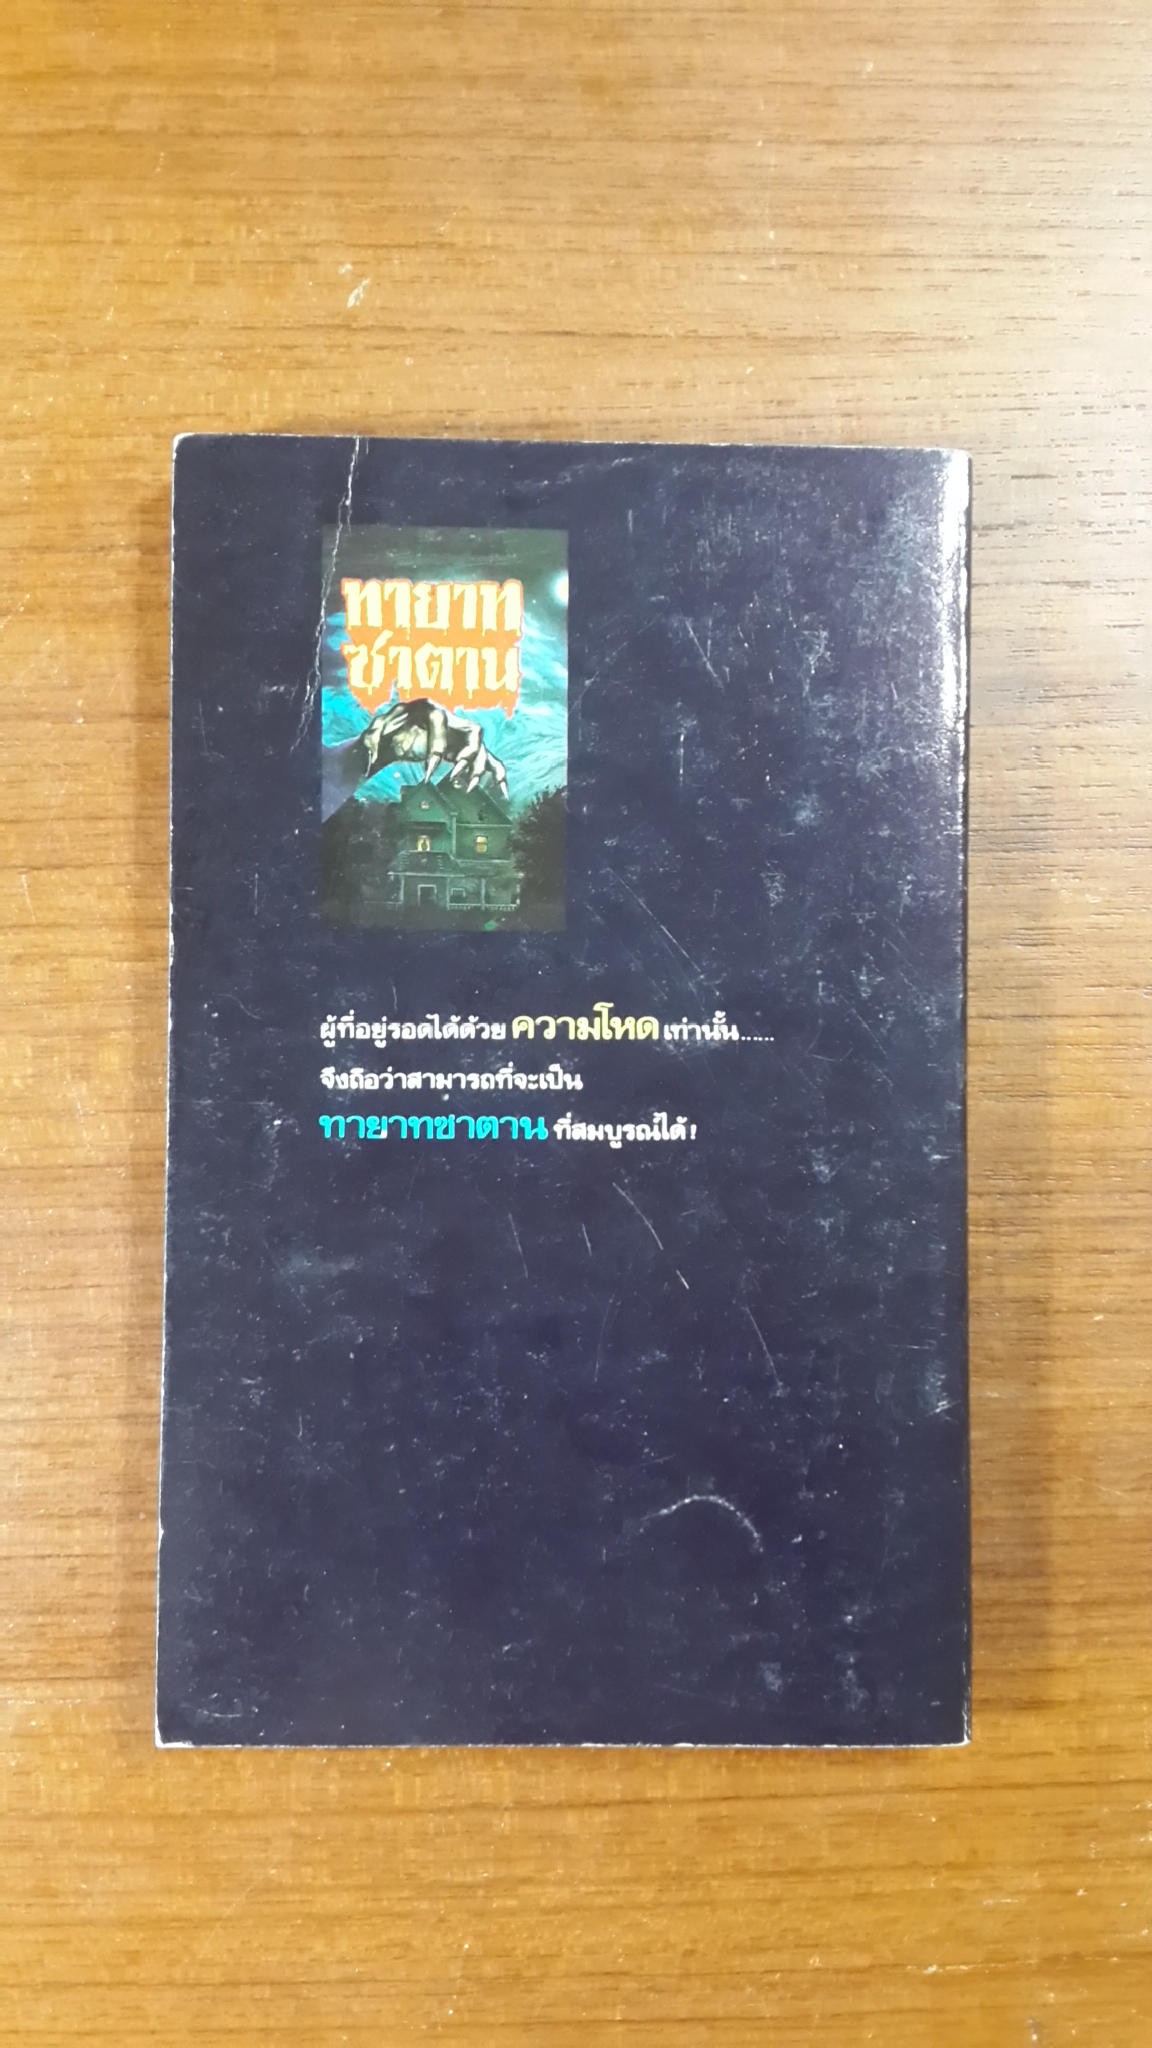 ทายาท
ซาตาน
ผู้ที่อยู่รอดได้ด้วย ความโหด เท่านั้น......
จึงถือว่าสามารถที่จะเป็น
ทายาทซาตาน ที่สมบูรณ์ได้!